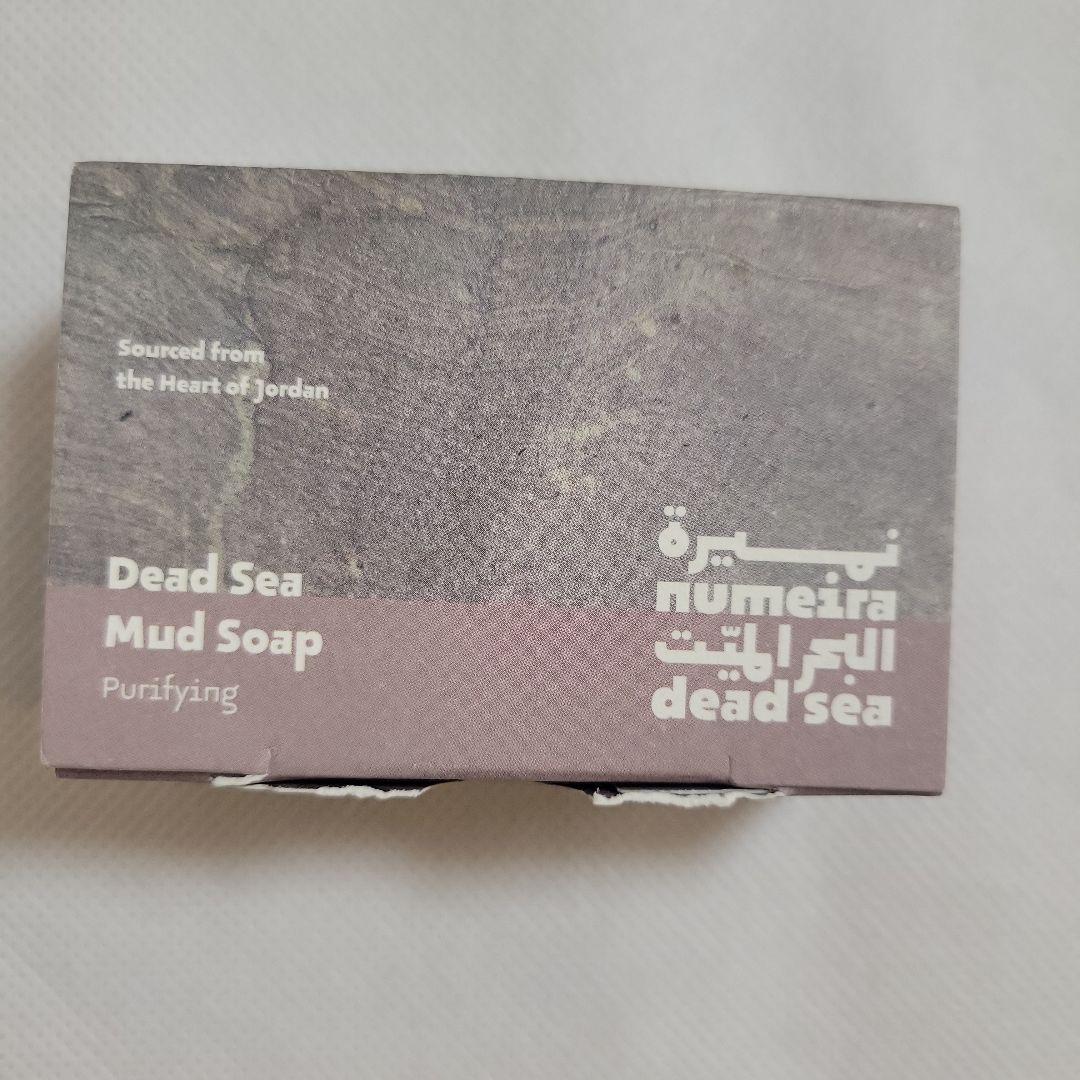 Sourced from
the Heart of Jordan
Dead Sea
Mud Soap
Purifying
نميرة
numeira
البحر الميّت
dead sea